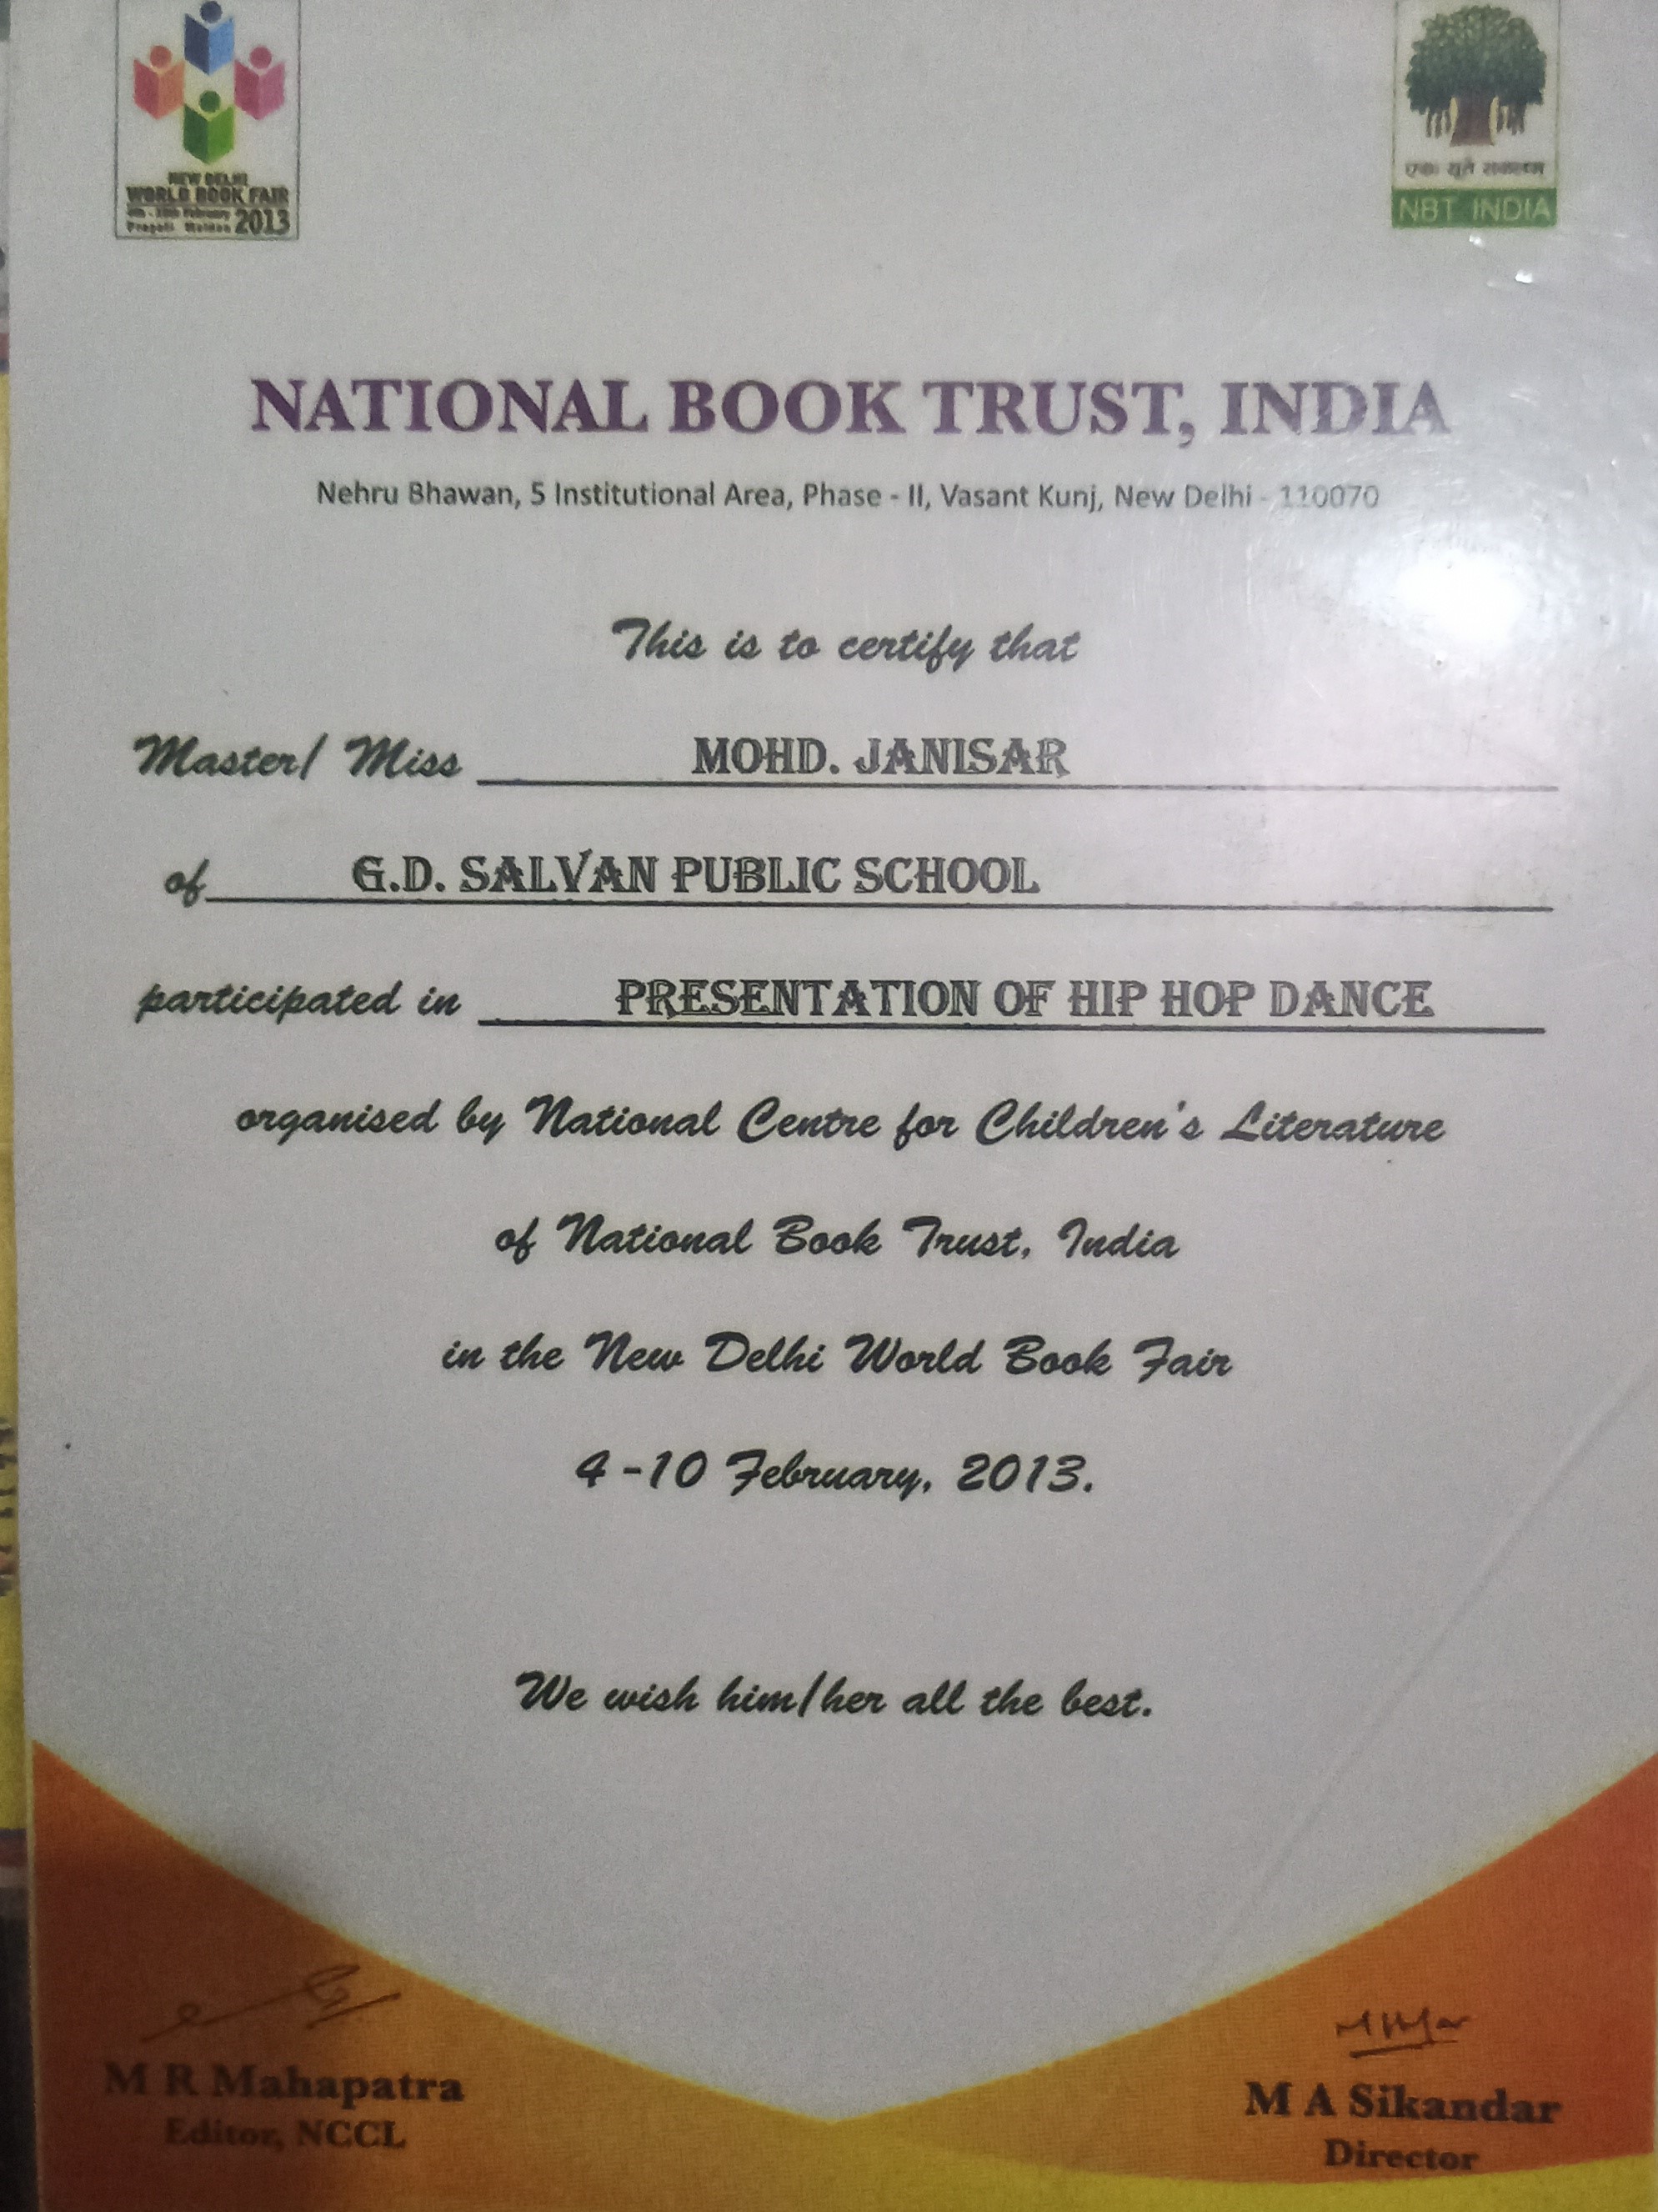 NEW DELHI
WORLD BOOK FAIR
4th - 10th February 2013
Pragati Maidan
एकः सूते सकलम्
NBT INDIA
NATIONAL BOOK TRUST, INDIA
Nehru Bhawan, 5 Institutional Area, Phase - II, Vasant Kunj, New Delhi - 110070
This is to certify that
Master/ Miss MOHD. JANISAR
of G.D. SALVAN PUBLIC SCHOOL
participated in PRESENTATION OF HIP HOP DANCE
organised by National Centre for Children's Literature
of National Book Trust, India
in the New Delhi World Book Fair
4 -10 February, 2013.
We wish him/her all the best.
M R Mahapatra
Editor, NCCL
M A Sikandar
Director